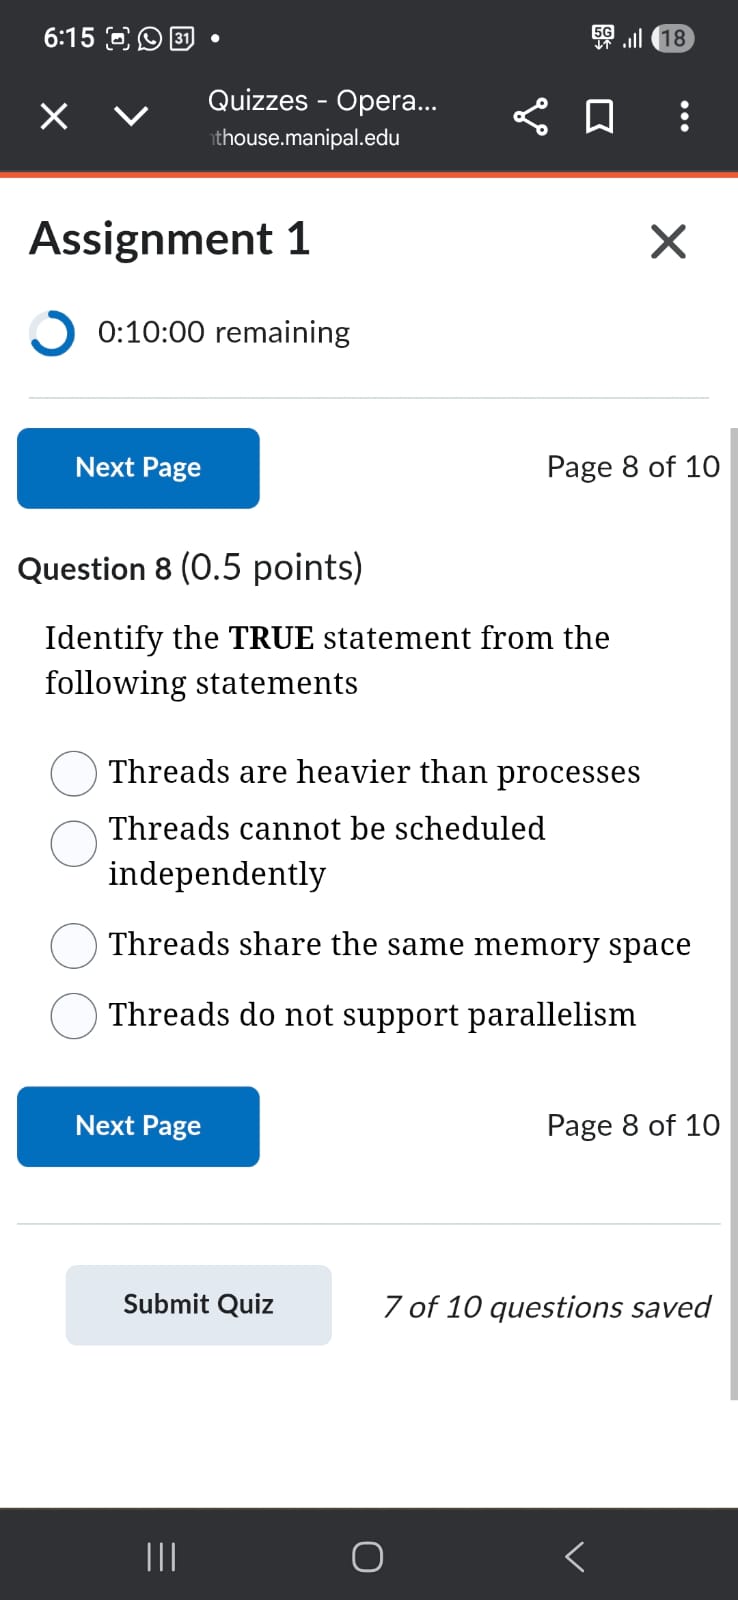 6:15 31
5G 18
Quizzes - Opera...
thouse.manipal.edu
Assignment 1
0:10:00 remaining
Next Page
Page 8 of 10
Question 8 (0.5 points)
Identify the TRUE statement from the
following statements
Threads are heavier than processes
Threads cannot be scheduled
independently
Threads share the same memory space
Threads do not support parallelism
Next Page
Page 8 of 10
Submit Quiz
7 of 10 questions saved